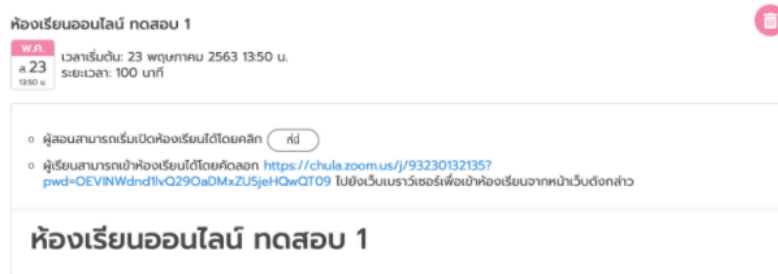 ห้องเรียนออนไลน์ ทดสอบ 1
พ.ค.
ส.23
13:50 น.
เวลาเริ่มต้น: 23 พฤษภาคม 2563 13:50 น.
ระยะเวลา: 100 นาที
ผู้สอนสามารถเริ่มเปิดห้องเรียนได้โดยคลิก ที่นี่
ผู้เรียนสามารถเข้าห้องเรียนได้โดยคัดลอก https://chula.zoom.us/j/93230132135?
pwd=OEVINWdnd1lvQ29OaDMxZU5jeHQwQT09 ไปยังเว็บเบราว์เซอร์เพื่อเข้าห้องเรียนจากหน้าเว็บดังกล่าว
ห้องเรียนออนไลน์ ทดสอบ 1